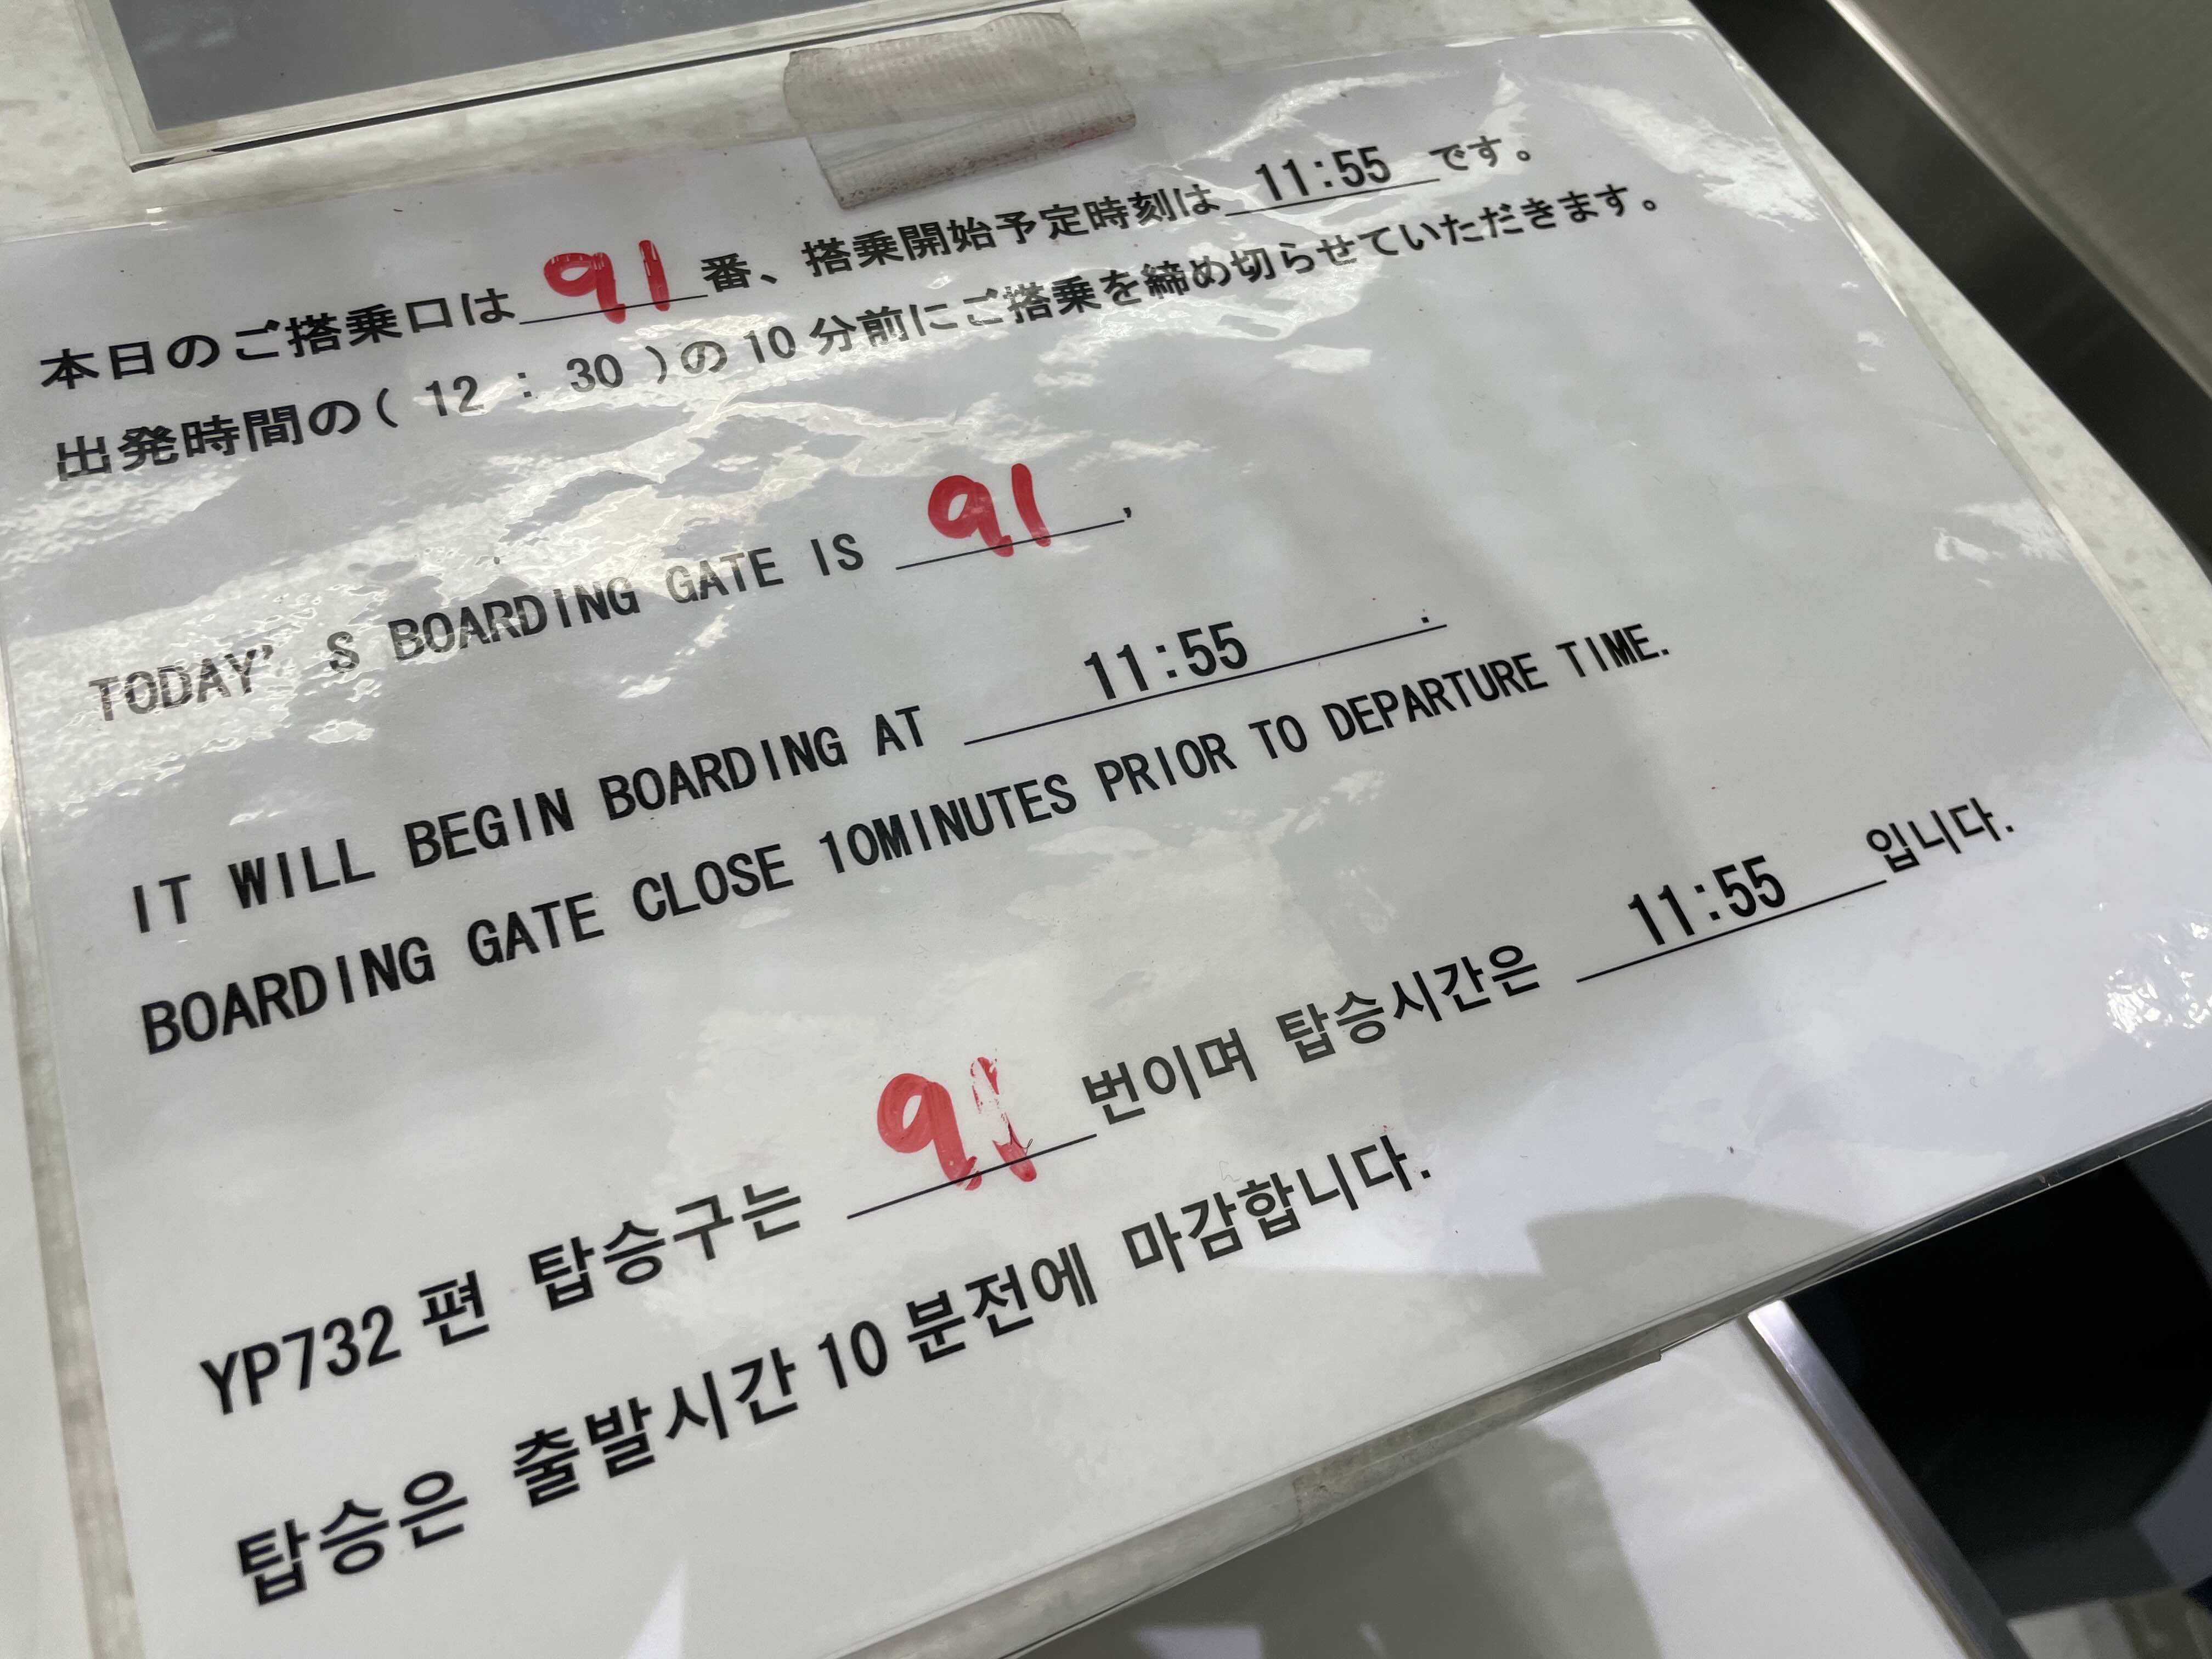 本日のご搭乗口は 91 番、搭乗開始予定時刻は 11:55 です。
出発時間の( 12 : 30 )の 10 分前にご搭乗を締め切らせていただきます。
TODAY' S BOARDING GATE IS 91,
IT WILL BEGIN BOARDING AT 11:55 .
BOARDING GATE CLOSE 10MINUTES PRIOR TO DEPARTURE TIME.
YP732 편 탑승구는 91 번이며 탑승시간은 11:55 입니다.
탑승은 출발시간 10 분전에 마감합니다.